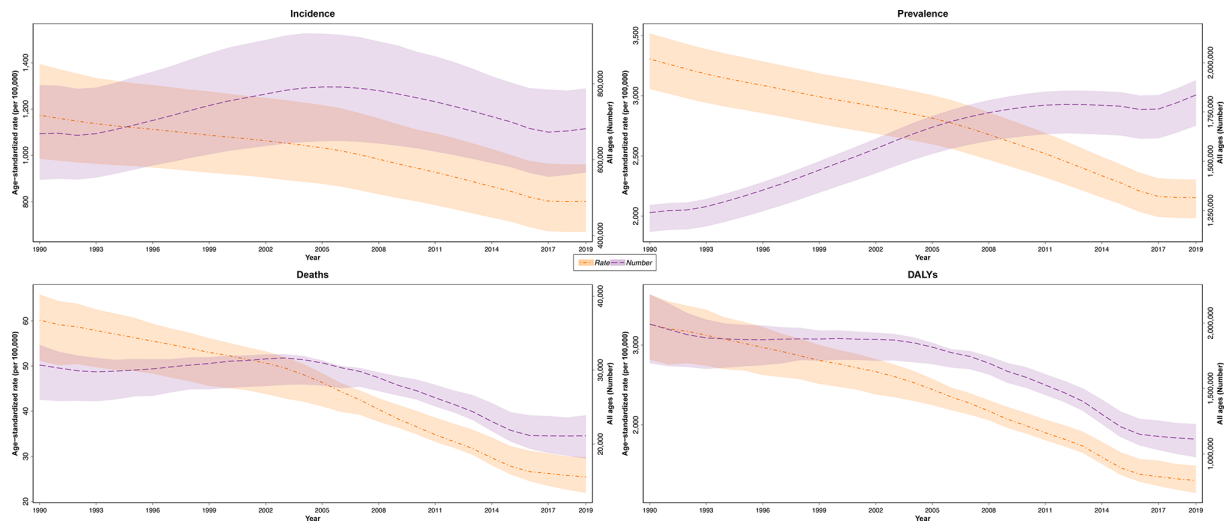 Incidence
Age−standardized rate (per 100,000)
1,400
1,200
1,000
800
800,000
600,000
400,000
All ages (Number)
1990 1993 1996 1999 2002 2005 2008 2011 2014 2017 2019
Year
Prevalence
Age−standardized rate (per 100,000)
3,500
3,000
2,500
2,000
2,000,000
1,750,000
1,500,000
1,250,000
All ages (Number)
1990 1993 1996 1999 2002 2005 2008 2011 2014 2017 2019
Year
Rate Number
Deaths
Age−standardized rate (per 100,000)
60
50
40
30
20
40,000
30,000
20,000
All ages (Number)
1990 1993 1996 1999 2002 2005 2008 2011 2014 2017 2019
Year
DALYs
Age−standardized rate (per 100,000)
3,000
2,000
2,000,000
1,500,000
1,000,000
All ages (Number)
1990 1993 1996 1999 2002 2005 2008 2011 2014 2017 2019
Year